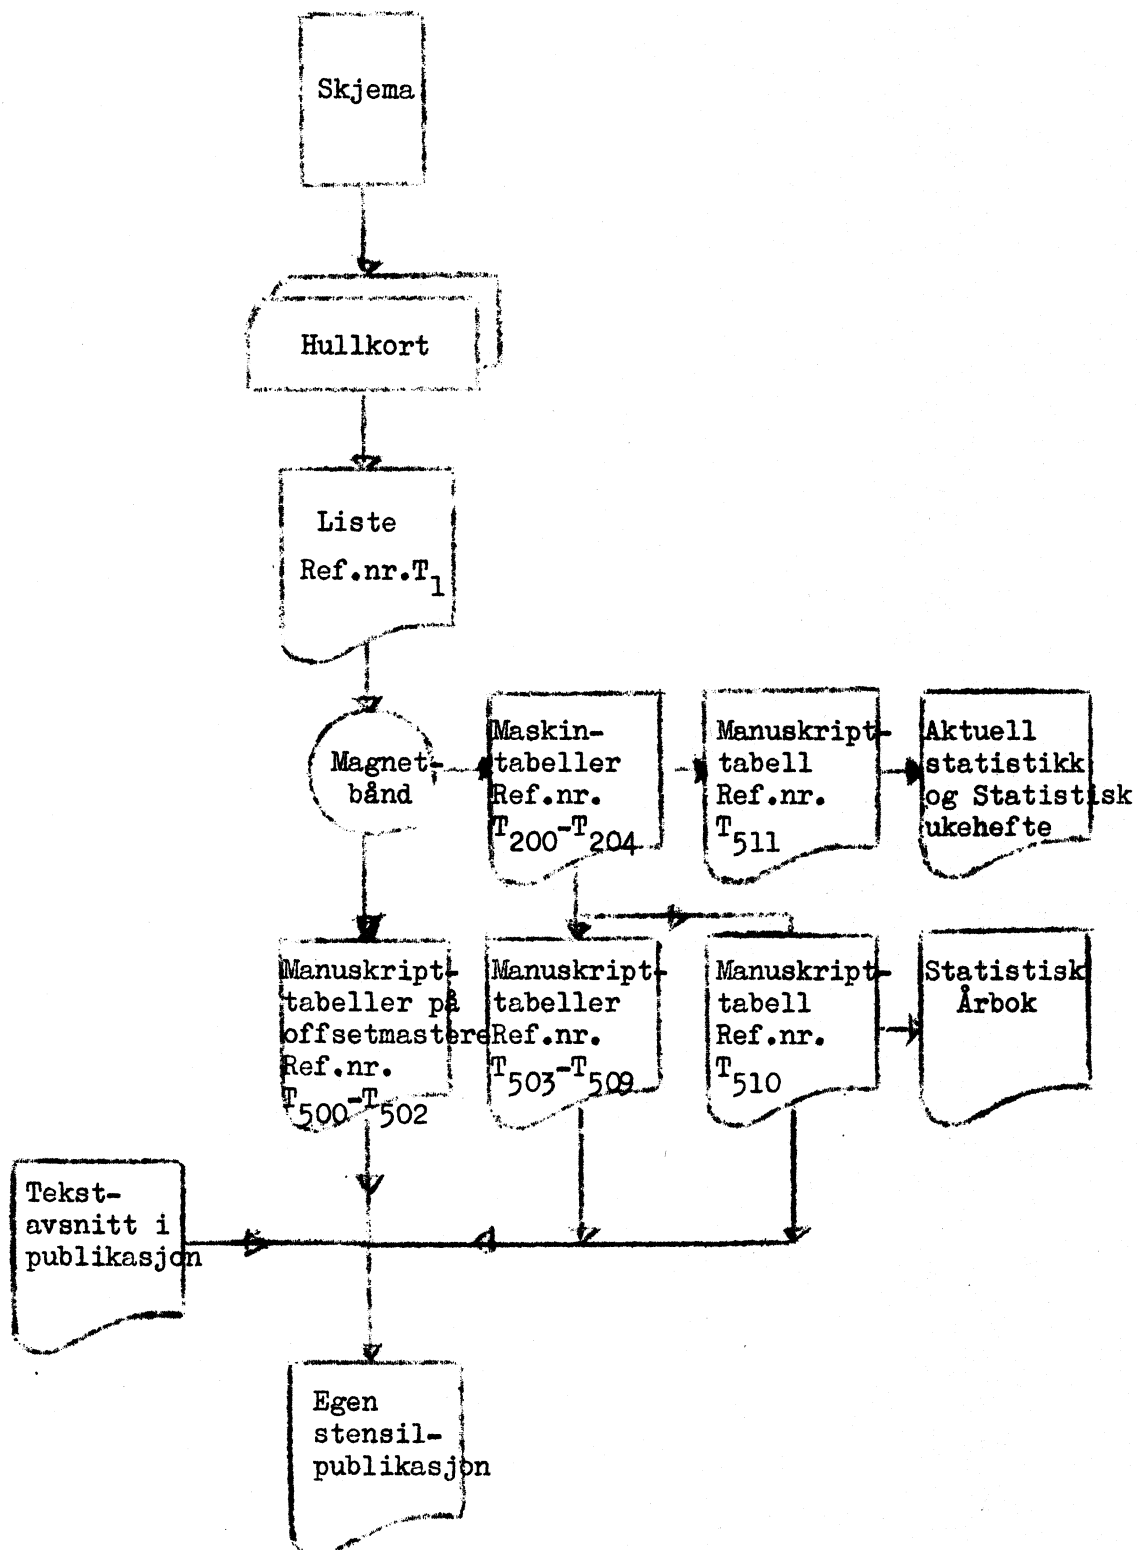 Skjema
Hullkort
Liste
Ref.nr.T1
Magnet-
bånd
Maskin-
tabeller
Ref.nr.
T200-T204
Manuskript-
tabell
Ref.nr.
T511
Aktuell
statistikk
og Statistisk
ukehefte
Manuskript-
tabeller på
offsetmastere
Ref.nr.
T500-T502
Manuskript-
tabeller
Ref.nr.
T503-T509
Manuskript-
tabell
Ref.nr.
T510
Statistisk
Årbok
Tekst-
avsnitt i
publikasjon
Egen
stensil-
publikasjon